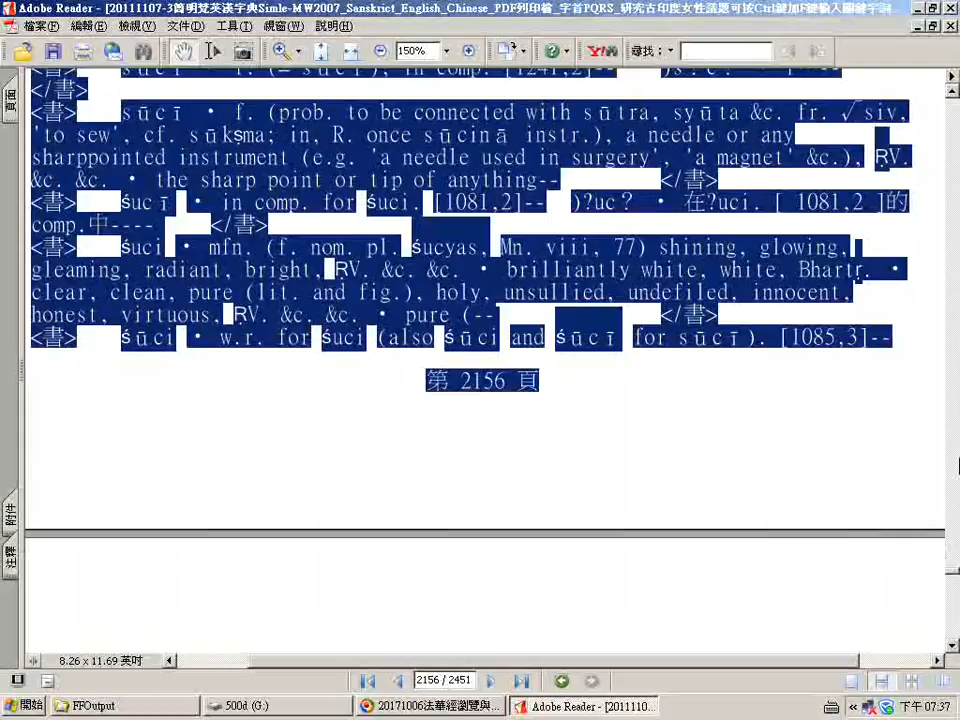 Adobe Reader - [20111107-3簡明梵英漢字典Simle-MW2007_Sanskrict_English_Chinese_PDF列印檔_字首PQRS_研究古印度女性議題可按Ctrl鍵加F鍵輸入關鍵字詞
檔案(F) 編輯(E) 檢視(V) 文件(D) 工具(T) 視窗(W) 說明(H)
150% Y! 尋找:
</書>
<書> sūcī • f. (prob. to be connected with sūtra, syūta &c. fr. √siv,
'to sew', cf. sūkṣma; in, R. once sūcinā instr.), a needle or any
sharppointed instrument (e.g. 'a needle used in surgery', 'a magnet' &c.), ṚV.
&c. &c. • the sharp point or tip of anything-- </書>
<書> śucī • in comp. for śuci. [1081,2]-- )?uc? • 在?uci. [ 1081,2 ]的
comp.中---- </書>
<書> śuci • mfn. (f. nom. pl. śucyas, Mn. viii, 77) shining, glowing,
gleaming, radiant, bright, ṚV. &c. &c. • brilliantly white, white, Bhartṛ. •
clear, clean, pure (lit. and fig.), holy, unsullied, undefiled, innocent,
honest, virtuous, ṚV. &c. &c. • pure (-- </書>
<書> śūci • w.r. for śuci (also śūci and śūcī for sūcī). [1085,3]--
第 2156 頁
頁面
附件
注釋
8.26 x 11.69 英吋
2156 / 2451
開始 FFOutput 500d (G:) 20171006法華經瀏覽與... Adobe Reader - [2011110... 下午 07:37